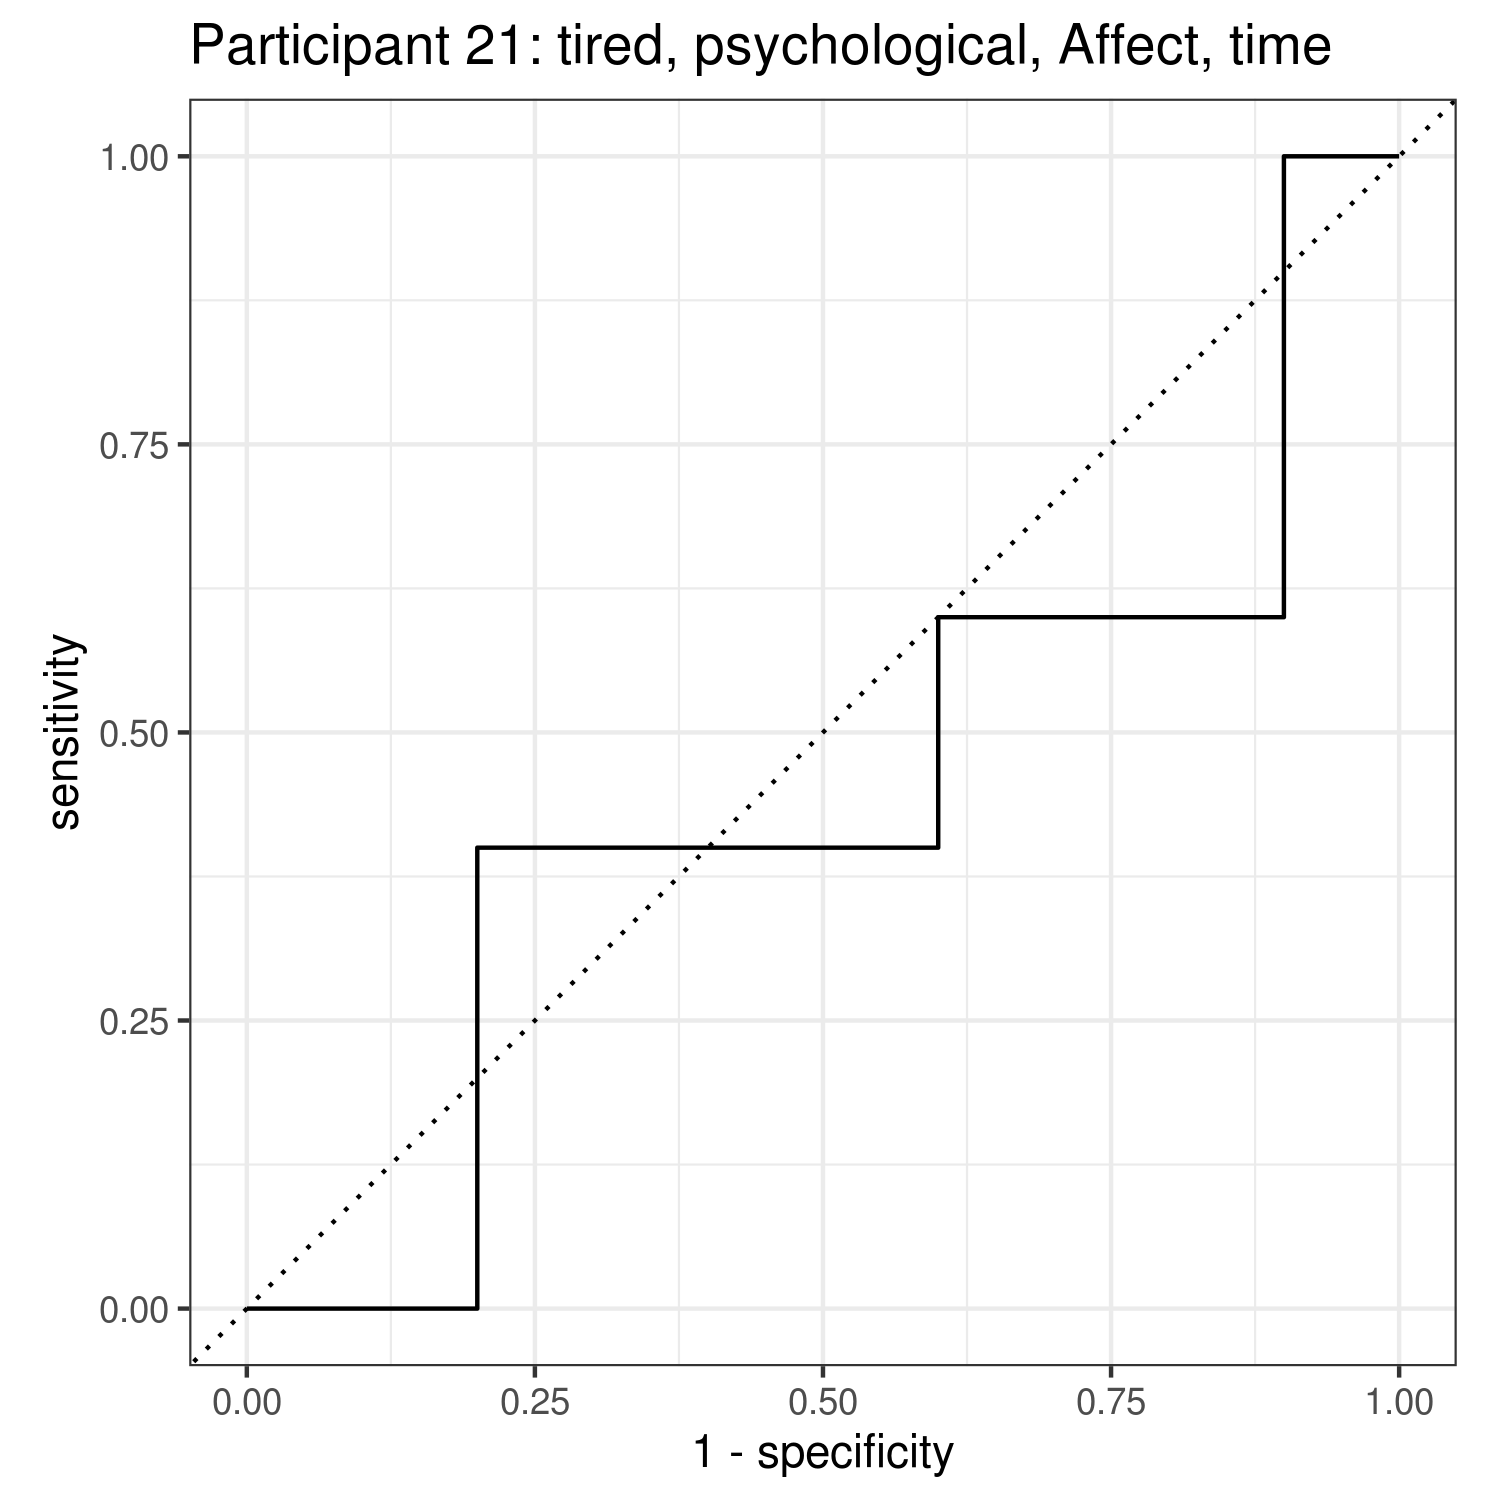 Participant 21: tired, psychological, Affect, time
1.00
0.75
0.50
0.25
0.00
sensitivity
0.00 0.25 0.50 0.75 1.00
1 - specificity